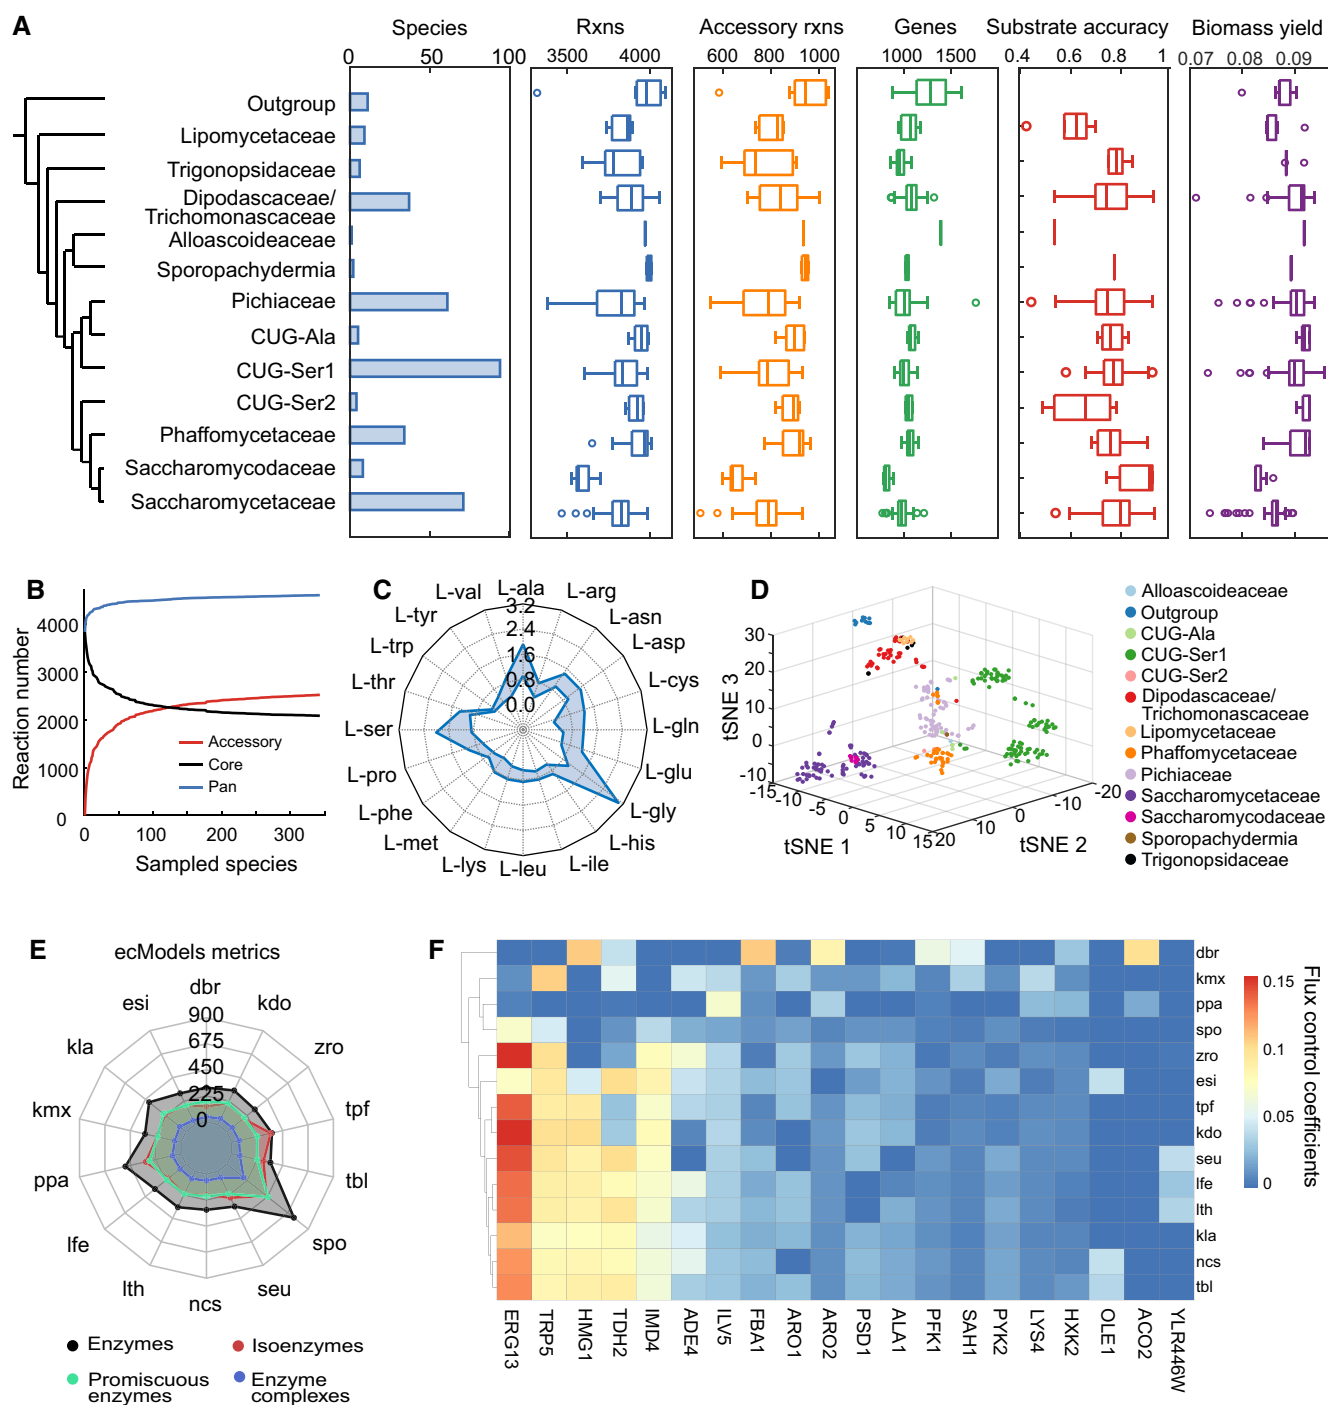 A
Species
Rxns
Accessory rxns
Genes
Substrate accuracy
Biomass yield
0 50 100
3500 4000
600 800 1000
1000 1500
0.4 0.6 0.8 1
0.07 0.08 0.09
Outgroup
Lipomycetaceae
Trigonopsidaceae
Dipodascaceae/
Trichomonascaceae
Alloascoideaceae
Sporopachydermia
Pichiaceae
CUG-Ala
CUG-Ser1
CUG-Ser2
Phaffomycetaceae
Saccharomycodaceae
Saccharomycetaceae
B
Reaction number
4000
3000
2000
1000
0
Accessory
Core
Pan
0 100 200 300
Sampled species
C
L-ala
L-arg
L-asn
L-asp
L-cys
L-gln
L-glu
L-gly
L-his
L-ile
L-leu
L-lys
L-met
L-phe
L-pro
L-ser
L-thr
L-trp
L-tyr
L-val
3.2
2.4
1.6
0.8
0.0
D
tSNE 3
30
20
10
0
-10
-15 -10 -5 0 5 10 15
tSNE 1
20 10 0 -10 -20
tSNE 2
Alloascoideaceae
Outgroup
CUG-Ala
CUG-Ser1
CUG-Ser2
Dipodascaceae/
Trichomonascaceae
Lipomycetaceae
Phaffomycetaceae
Pichiaceae
Saccharomycetaceae
Saccharomycodaceae
Sporopachydermia
Trigonopsidaceae
E
ecModels metrics
dbr
kdo
zro
tpf
tbl
spo
seu
ncs
lth
lfe
ppa
kmx
kla
esi
900
675
450
225
0
Enzymes
Isoenzymes
Promiscuous
enzymes
Enzyme
complexes
F
dbr
kmx
ppa
spo
zro
esi
tpf
kdo
seu
lfe
lth
kla
ncs
tbl
ERG13
TRP5
HMG1
TDH2
IMD4
ADE4
ILV5
FBA1
ARO1
ARO2
PSD1
ALA1
PFK1
SAH1
PYK2
LYS4
HXK2
OLE1
ACO2
YLR446W
0.15
0.1
0.05
0
Flux control coefficients